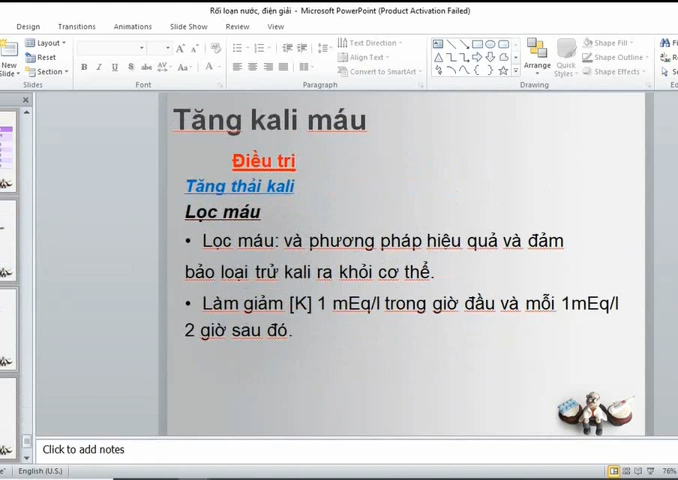 Rối loạn nước, điện giải - Microsoft PowerPoint (Product Activation Failed)
Design Transitions Animations Slide Show Review View
New Slide Layout Reset Section
Text Direction Align Text Convert to SmartArt
Arrange Quick Styles Shape Fill Shape Outline Shape Effects
Slides Font Paragraph Drawing
Tăng kali máu
Điều trị
Tăng thải kali
Lọc máu
• Lọc máu: và phương pháp hiệu quả và đảm
bảo loại trừ kali ra khỏi cơ thể.
• Làm giảm [K] 1 mEq/l trong giờ đầu và mỗi 1mEq/l
2 giờ sau đó.
Click to add notes
English (U.S.) 76%